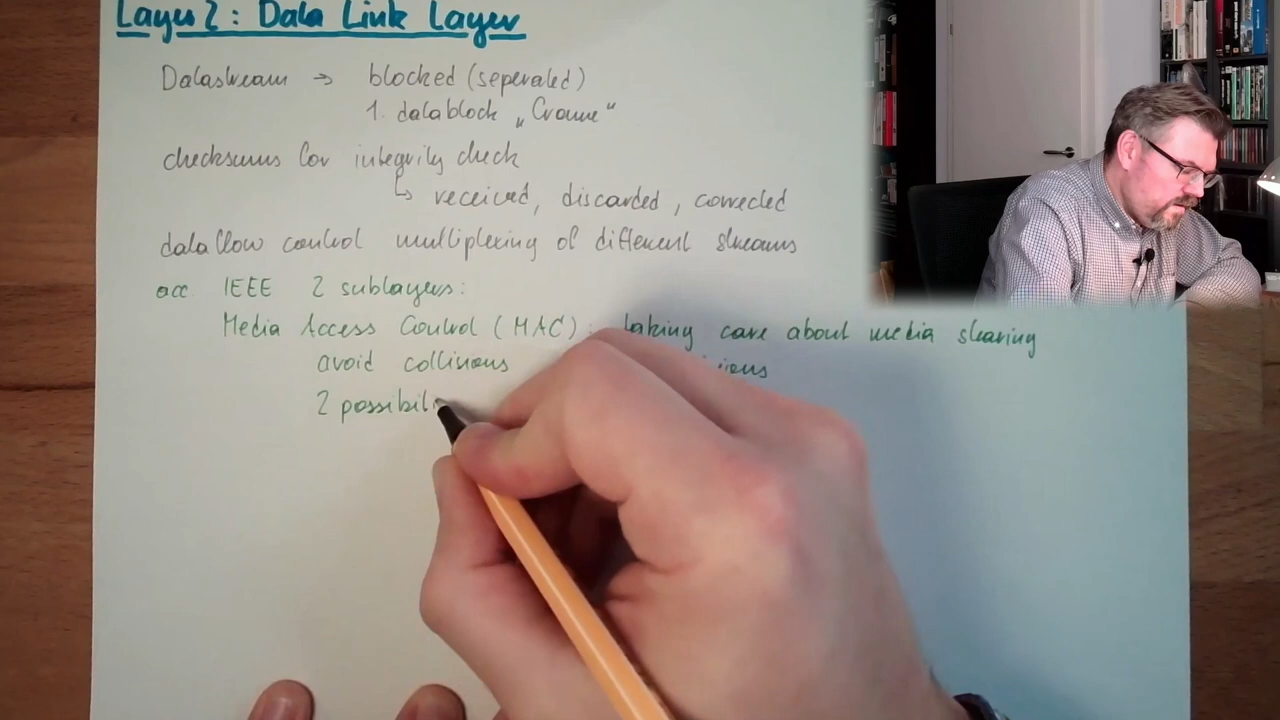 Layer 2: Data Link Layer
Datastream → blocked (seperated)
1. datablock „Frame“
checksums for integrity check
↳ received, discarded, corrected
dataflow control multiplexing of different streams
acc IEEE 2 sublayers:
Media Access Control (MAC): taking care about media sharing
avoid collisions
2 possibili